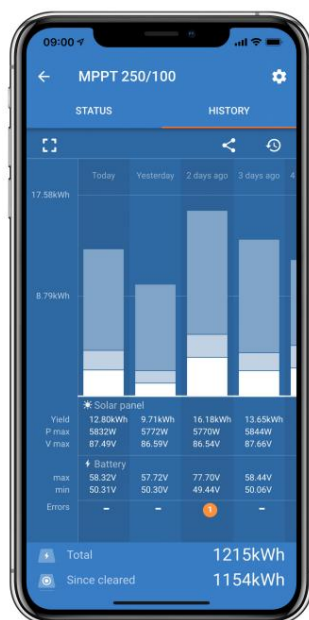 09:00
MPPT 250/100
STATUS HISTORY
Today Yesterday 2 days ago 3 days ago 4
17.58kWh
8.79kWh
Solar panel
Yield 12.80kWh 9.71kWh 16.18kWh 13.65kWh
P max 5832W 5772W 5770W 5844W
V max 87.49V 86.59V 86.54V 87.66V
Battery
max 58.32V 57.72V 77.70V 58.44V
min 50.31V 50.30V 49.44V 50.06V
Errors – – 1 –
Total 1215kWh
Since cleared 1154kWh